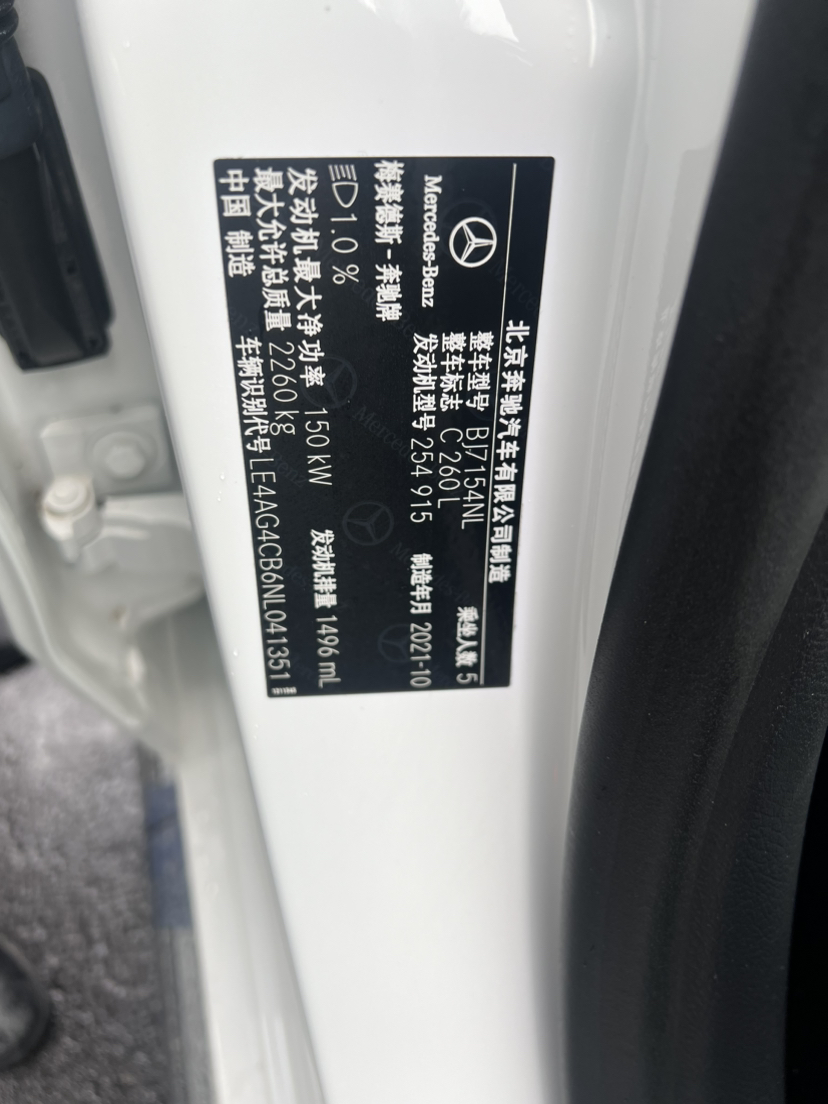 北京奔驰汽车有限公司制造
Mercedes-Benz
整车型号 BJ7154NL 乘坐人数 5
整车标志 C 260 L
发动机型号 254 915 制造年月 2021-10
梅赛德斯-奔驰牌
1.0 %
发动机最大净功率 150 kW 发动机排量 1496 mL
最大允许总质量 2260 kg
中国 制造 车辆识别代号 LE4AG4CB6NL041351